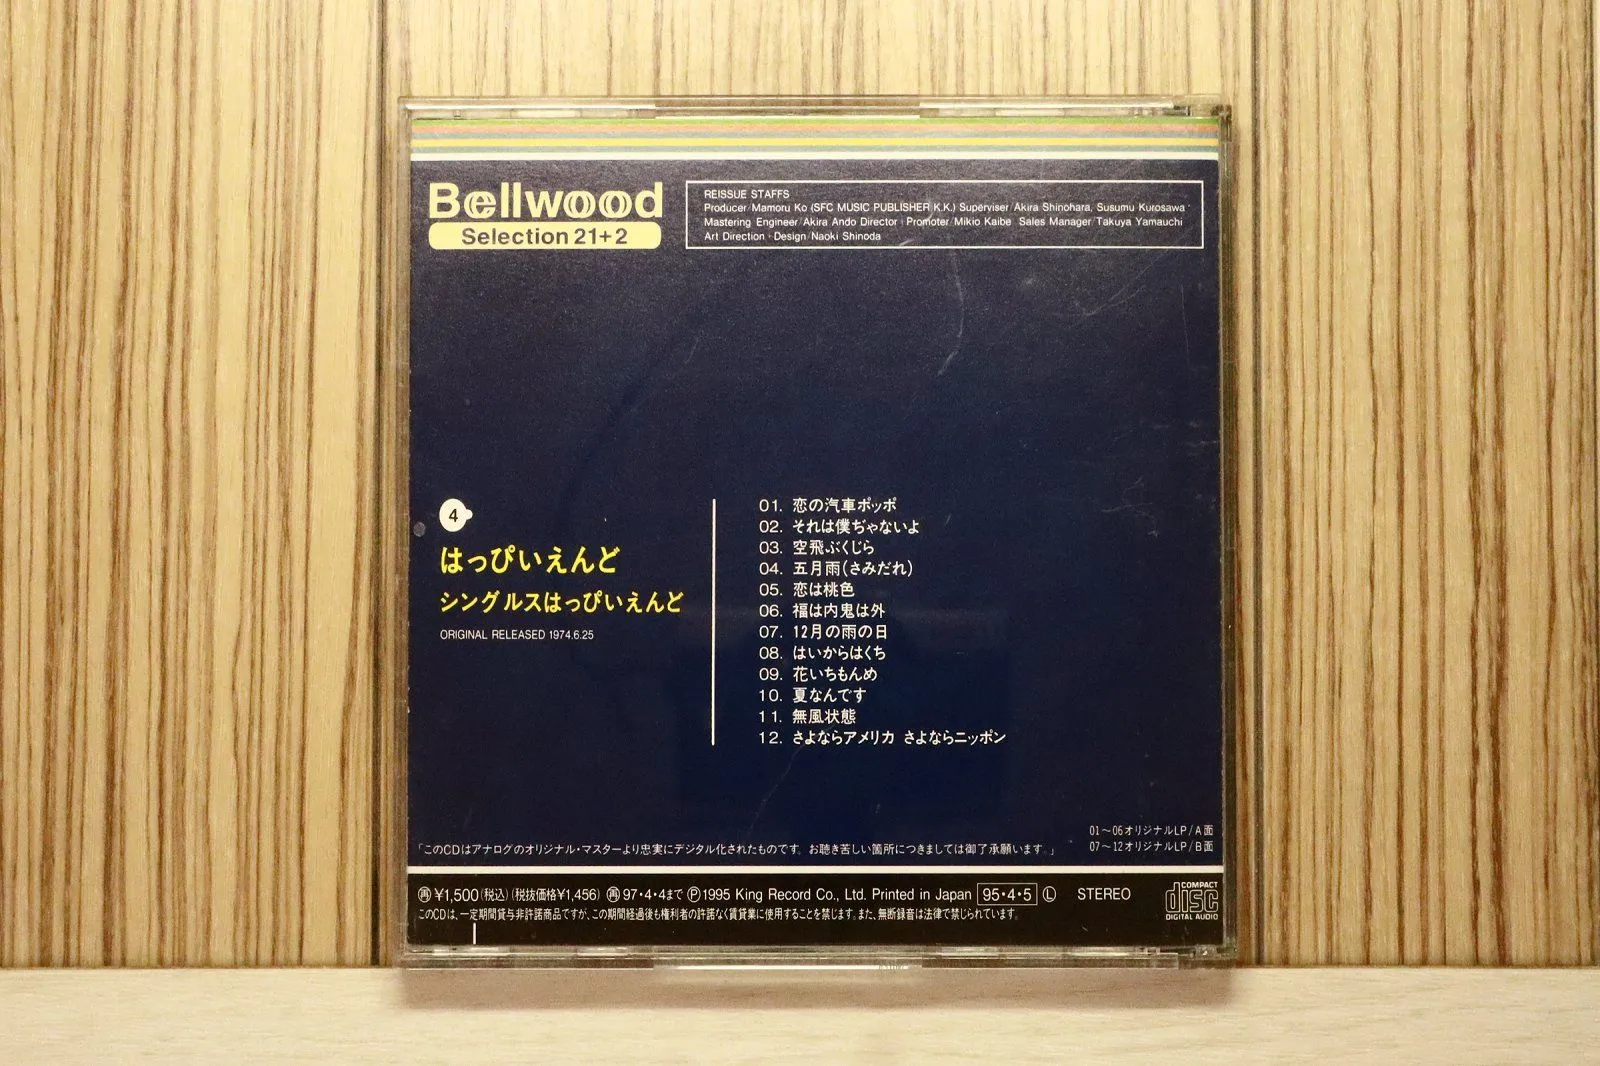 Bellwood
Selection 21+2
REISSUE STAFFS
Producer/Mamoru Ko (SFC MUSIC PUBLISHER K.K.) Superviser/Akira Shinohara, Susumu Kurosawa
Mastering Engineer/Akira Ando Director・Promoter/Mikio Kaibe Sales Manager/Takuya Yamauchi
Art Direction・Design/Naoki Shinoda
4
はっぴいえんど
シングルスはっぴいえんど
ORIGINAL RELEASED 1974.6.25
01. 恋の汽車ポッポ
02. それは僕ぢゃないよ
03. 空飛ぶくじら
04. 五月雨(さみだれ)
05. 恋は桃色
06. 福は内鬼は外
07. 12月の雨の日
08. はいからはくち
09. 花いちもんめ
10. 夏なんです
11. 無風状態
12. さよならアメリカ さよならニッポン
01〜06オリジナルLP/A面
07〜12オリジナルLP/B面
「このCDはアナログのオリジナル・マスターより忠実にデジタル化されたものです。お聴き苦しい箇所につきましては御了承願います。」
再 ¥1,500(税込)(税抜価格¥1,456) 再 97・4・4まで Ⓟ1995 King Record Co., Ltd. Printed in Japan 95・4・5 Ⓛ STEREO
COMPACT disc DIGITAL AUDIO
このCDは、一定期間貸与非許諾商品ですが、この期間経過後も権利者の許諾なく賃貸業に使用することを禁じます。また、無断録音は法律で禁じられています。